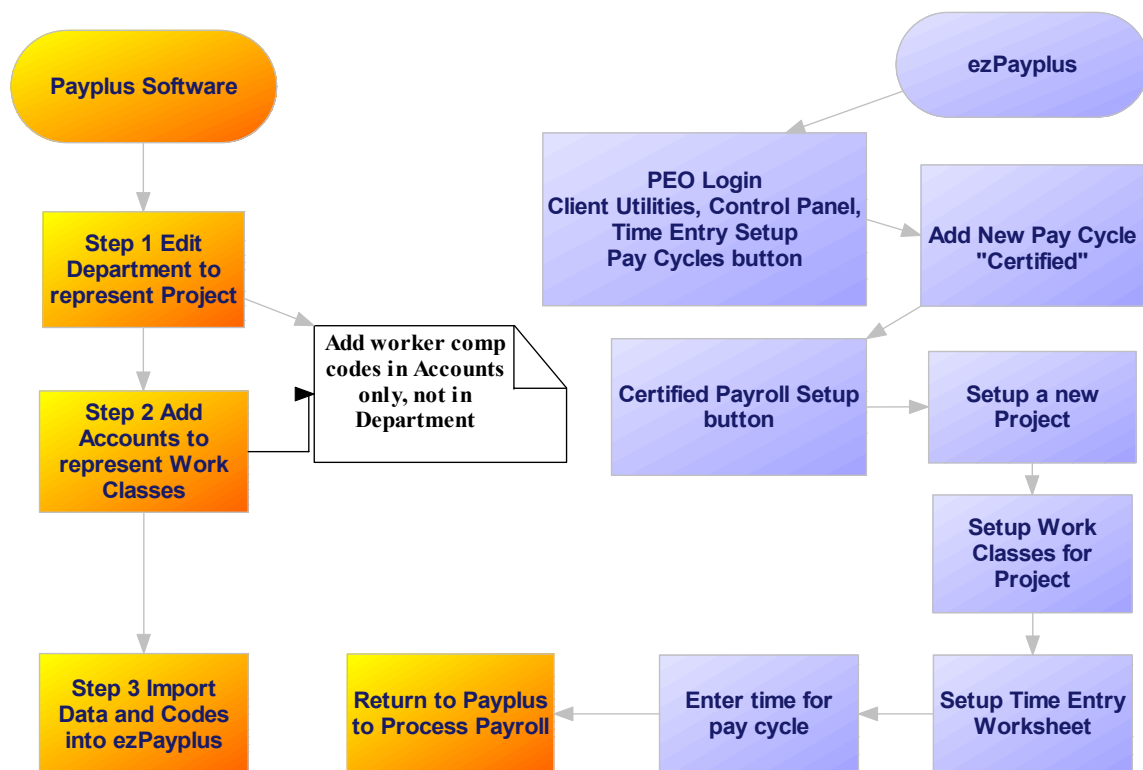 Payplus Software
Step 1 Edit
Department to
represent Project
Add worker comp
codes in Accounts
only, not in
Department
Step 2 Add
Accounts to
represent Work
Classes
Step 3 Import
Data and Codes
into ezPayplus
ezPayplus
PEO Login
Client Utilities, Control Panel,
Time Entry Setup
Pay Cycles button
Add New Pay Cycle
"Certified"
Certified Payroll Setup
button
Setup a new
Project
Setup Work
Classes for
Project
Setup Time Entry
Worksheet
Enter time for
pay cycle
Return to Payplus
to Process Payroll